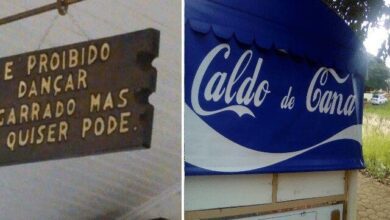 E PROIBIDO
DANÇAR
GARRADO MAS
QUISER PODE.
Caldo de Cana